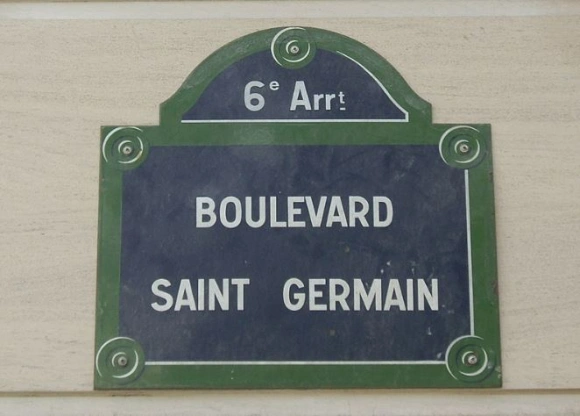 6e Arrt
BOULEVARD
SAINT GERMAIN